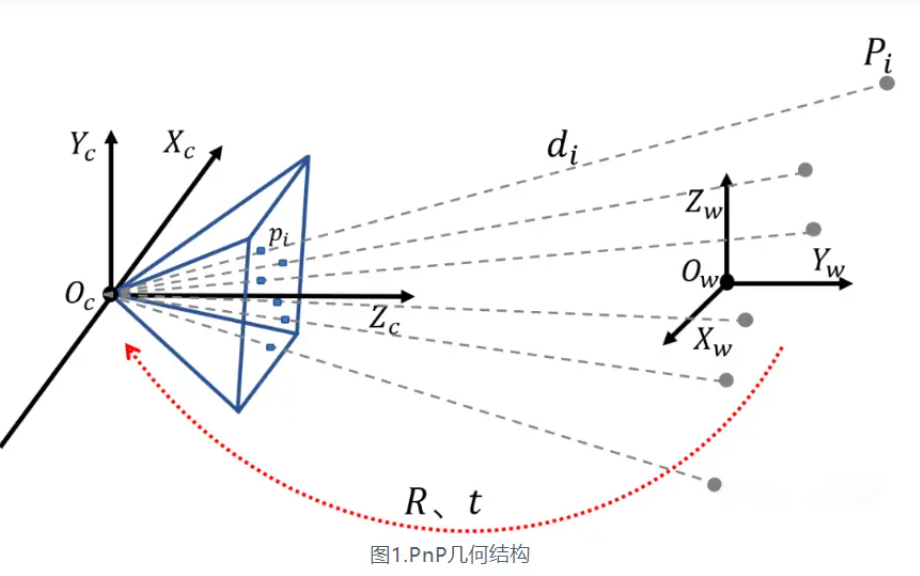 P_i
d_i
Y_c
X_c
Z_w
p_i
O_w
Y_w
O_c
Z_c
X_w
R、t
图1.PnP几何结构